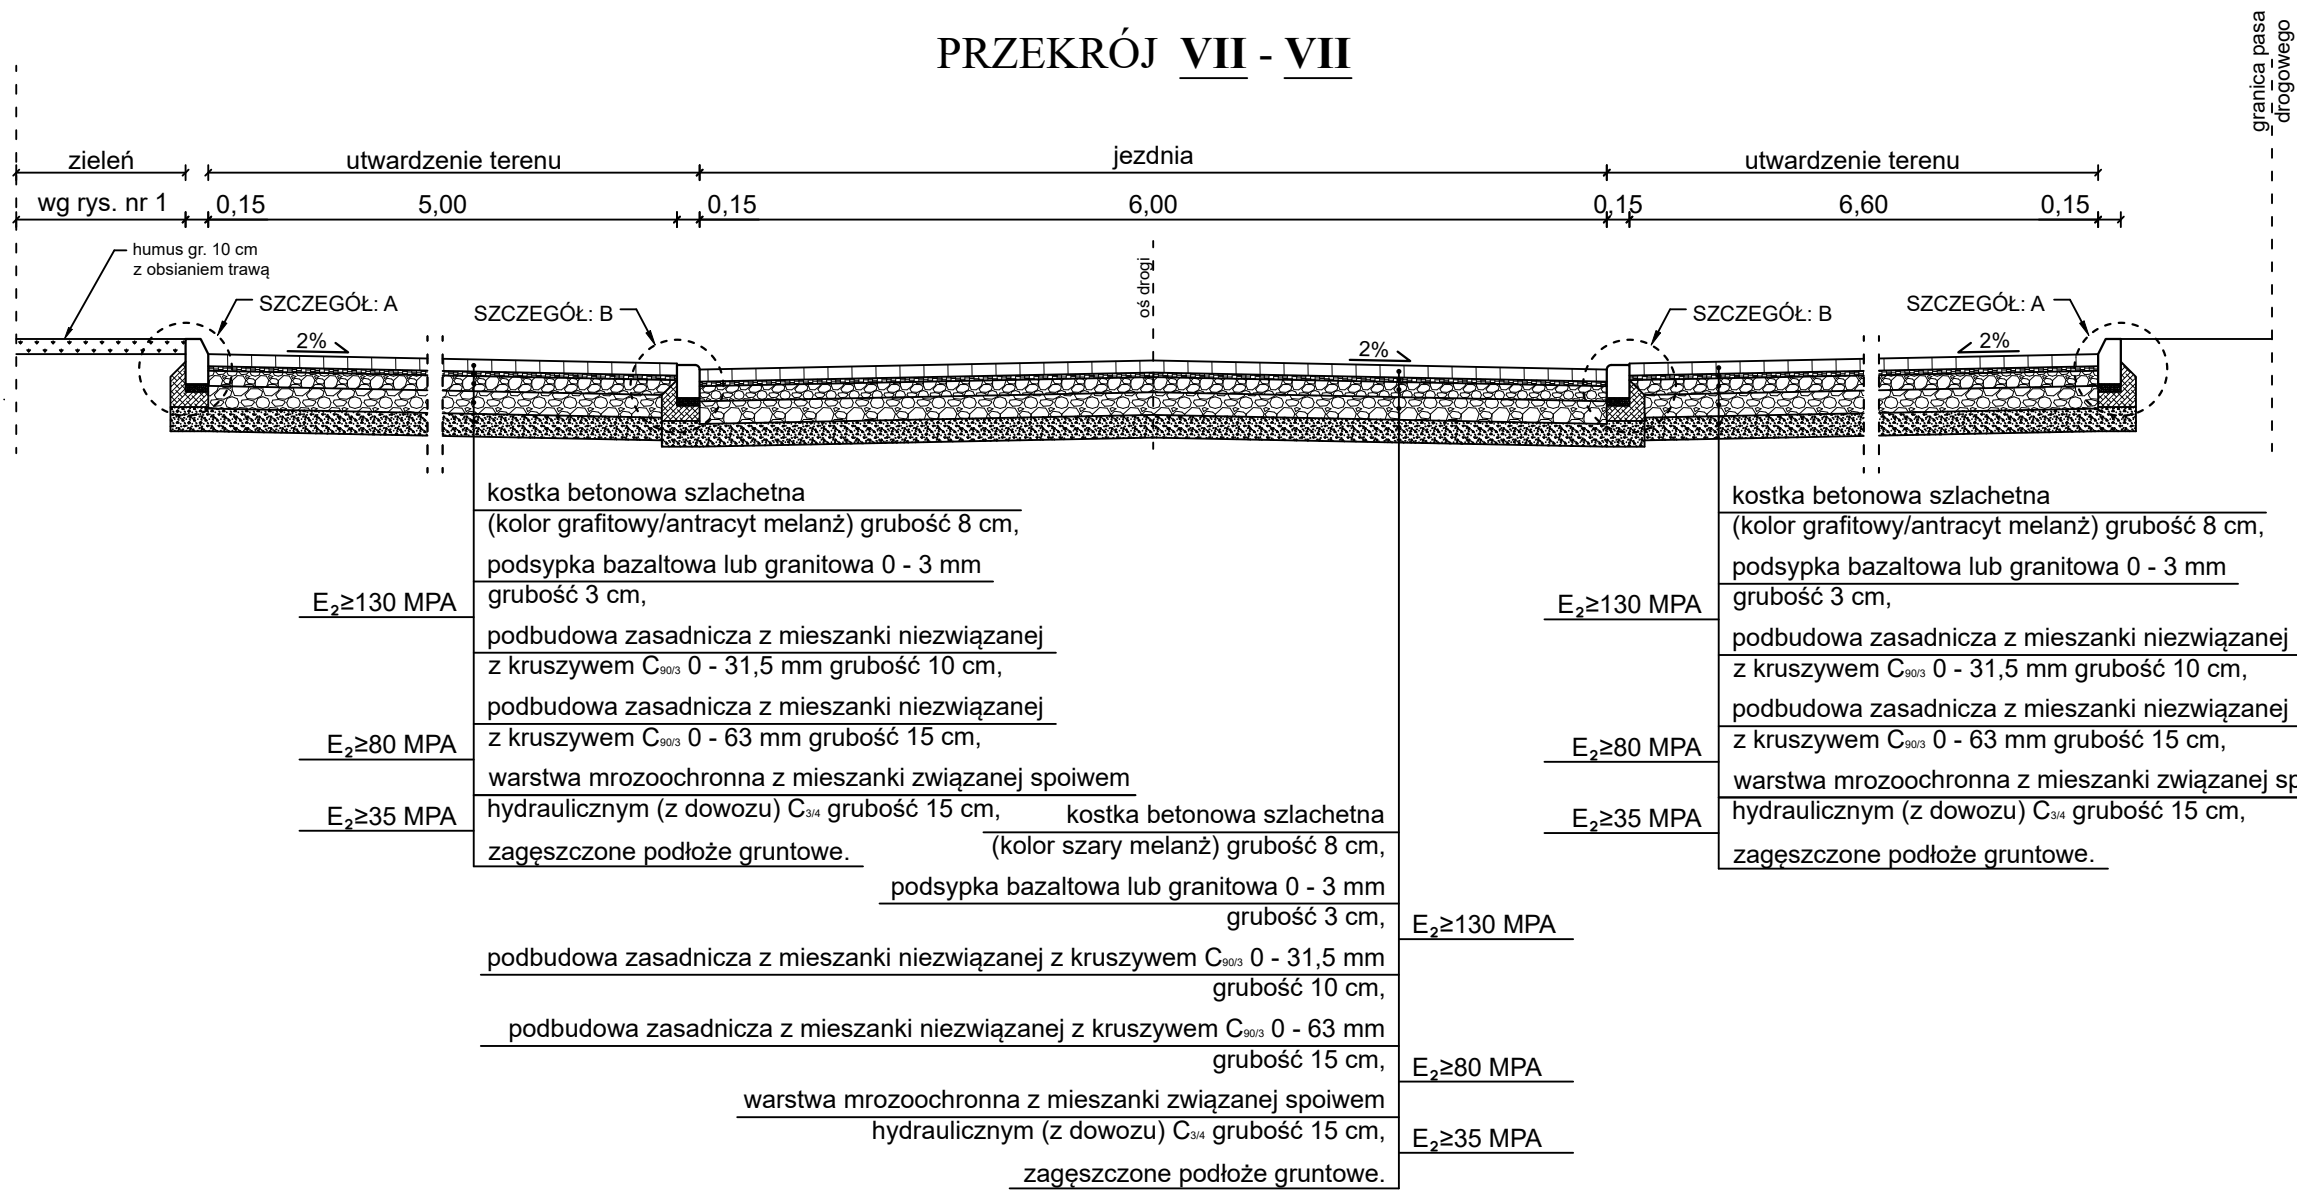 PRZEKRÓJ VII - VII
granica pasa
drogowego
zieleń
utwardzenie terenu
jezdnia
utwardzenie terenu
wg rys. nr 1
0,15
5,00
0,15
6,00
0,15
6,60
0,15
humus gr. 10 cm
z obsianiem trawą
oś drogi
SZCZEGÓŁ: A
SZCZEGÓŁ: B
SZCZEGÓŁ: B
SZCZEGÓŁ: A
2%
2%
2%
kostka betonowa szlachetna
(kolor grafitowy/antracyt melanż) grubość 8 cm,
podsypka bazaltowa lub granitowa 0 - 3 mm
grubość 3 cm,
E₂≥130 MPA
podbudowa zasadnicza z mieszanki niezwiązanej
z kruszywem C90/3 0 - 31,5 mm grubość 10 cm,
podbudowa zasadnicza z mieszanki niezwiązanej
z kruszywem C90/3 0 - 63 mm grubość 15 cm,
E₂≥80 MPA
warstwa mrozoochronna z mieszanki związanej spoiwem
hydraulicznym (z dowozu) C3/4 grubość 15 cm,
E₂≥35 MPA
zagęszczone podłoże gruntowe.
kostka betonowa szlachetna
(kolor szary melanż) grubość 8 cm,
podsypka bazaltowa lub granitowa 0 - 3 mm
grubość 3 cm,
E₂≥130 MPA
podbudowa zasadnicza z mieszanki niezwiązanej z kruszywem C90/3 0 - 31,5 mm
grubość 10 cm,
podbudowa zasadnicza z mieszanki niezwiązanej z kruszywem C90/3 0 - 63 mm
grubość 15 cm,
E₂≥80 MPA
warstwa mrozoochronna z mieszanki związanej spoiwem
hydraulicznym (z dowozu) C3/4 grubość 15 cm,
E₂≥35 MPA
zagęszczone podłoże gruntowe.
kostka betonowa szlachetna
(kolor grafitowy/antracyt melanż) grubość 8 cm,
podsypka bazaltowa lub granitowa 0 - 3 mm
grubość 3 cm,
E₂≥130 MPA
podbudowa zasadnicza z mieszanki niezwiązanej
z kruszywem C90/3 0 - 31,5 mm grubość 10 cm,
podbudowa zasadnicza z mieszanki niezwiązanej
z kruszywem C90/3 0 - 63 mm grubość 15 cm,
E₂≥80 MPA
warstwa mrozoochronna z mieszanki związanej sp
hydraulicznym (z dowozu) C3/4 grubość 15 cm,
E₂≥35 MPA
zagęszczone podłoże gruntowe.